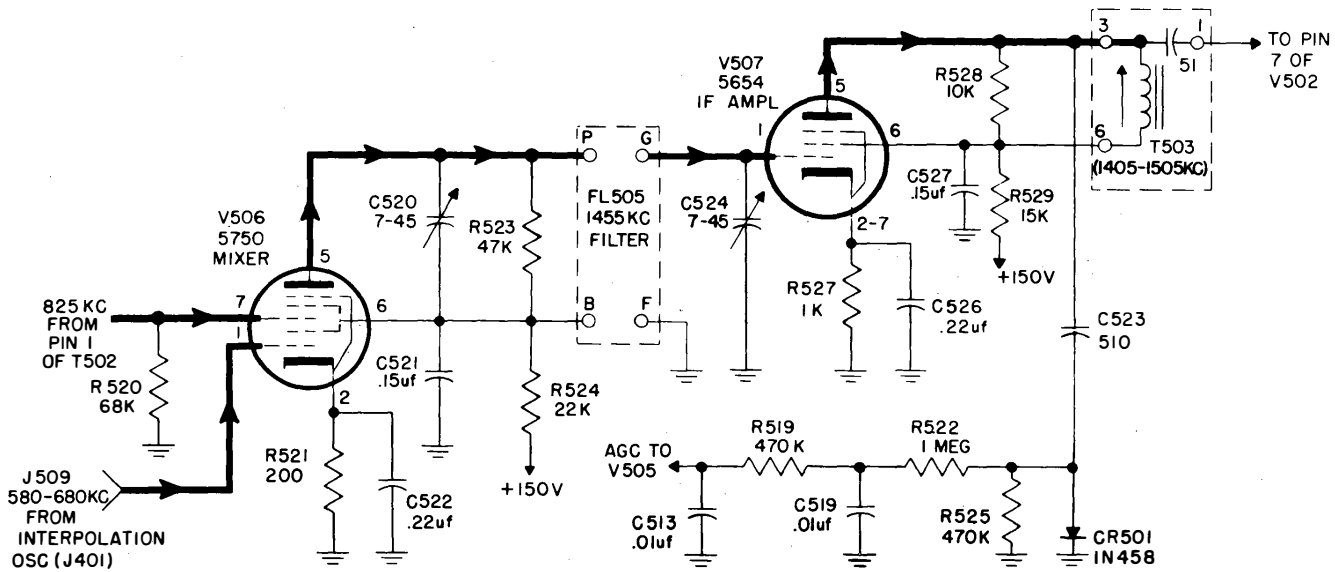 V506
5750
MIXER
5
7
1
6
2
825 KC
FROM
PIN 1
OF T502
R520
68K
J509
580-680KC
FROM
INTERPOLATION
OSC (J401)
R521
200
C522
.22uf
C520
7-45
R523
47K
C521
.15uf
R524
22K
+150V
P
G
FL505
1455KC
FILTER
B
F
C524
7-45
V507
5654
IF AMPL
5
1
6
2-7
R527
1K
C526
.22uf
R528
10K
C527
.15uf
R529
15K
+150V
3
1
51
6
T503
(1405-1505KC)
TO PIN
7 OF
V502
C523
510
AGC TO
V505
R519
470K
R522
1 MEG
C513
.01uf
C519
.01uf
R525
470K
CR501
1N458